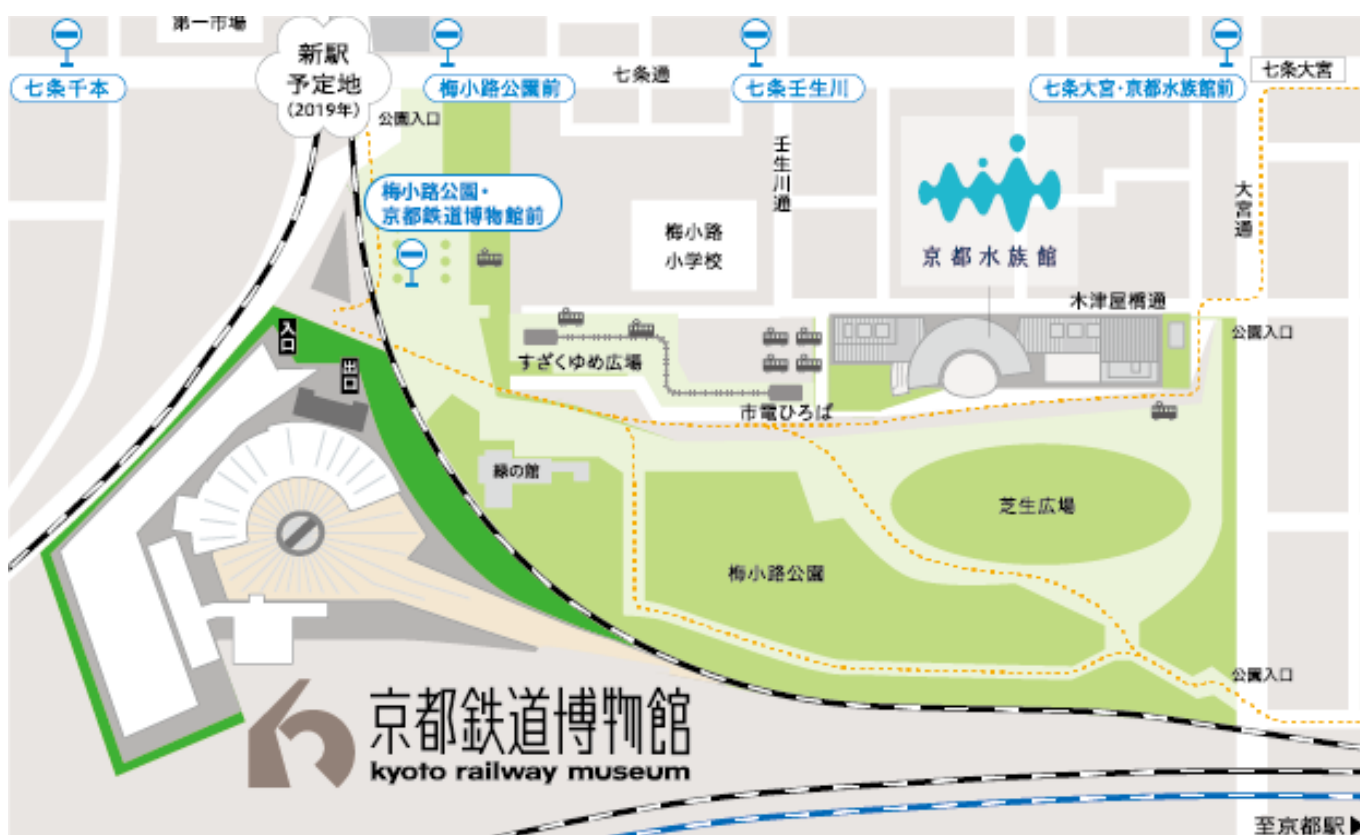 第一市場
新駅
予定地
(2019年)
七条千本
梅小路公園前
七条通
七条壬生川
七条大宮・京都水族館前
七条大宮
公園入口
梅小路公園・
京都鉄道博物館前
壬生川通
梅小路
小学校
京都水族館
大宮通
木津屋橋通
公園入口
入口
出口
すざくゆめ広場
市電ひろば
緑の館
芝生広場
梅小路公園
公園入口
京都鉄道博物館
kyoto railway museum
至京都駅▶